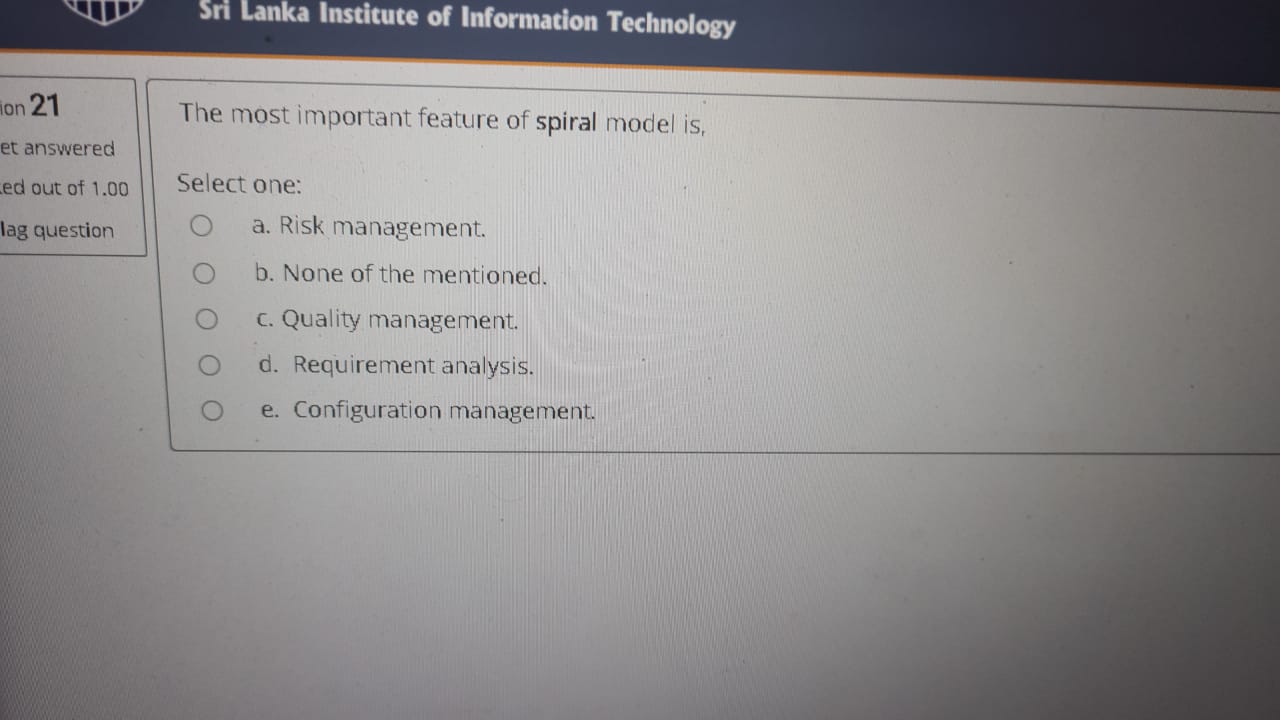 Sri Lanka Institute of Information Technology
ion 21
et answered
ed out of 1.00
lag question
The most important feature of spiral model is,
Select one:
a. Risk management.
b. None of the mentioned.
c. Quality management.
d. Requirement analysis.
e. Configuration management.